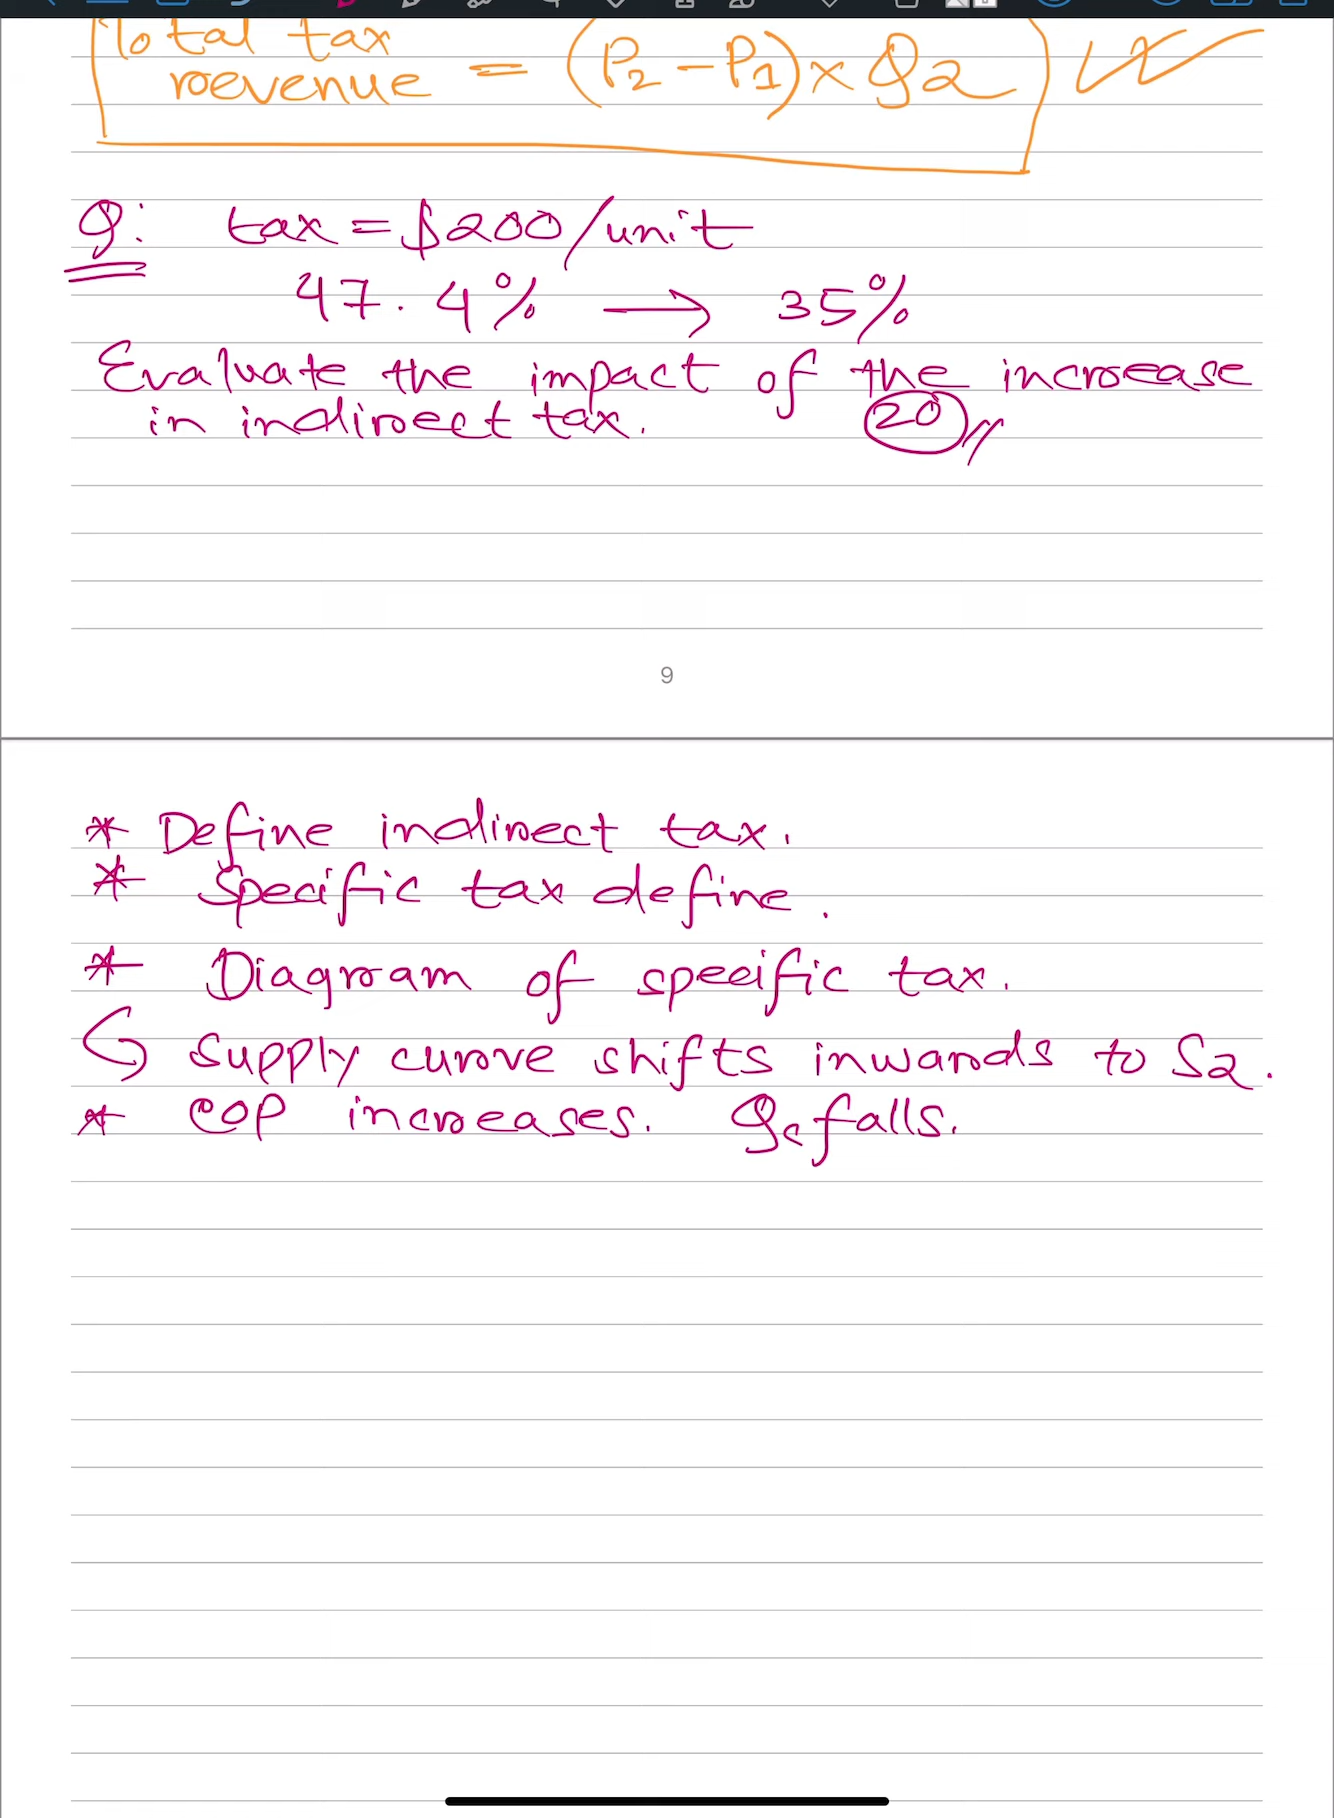 Total tax
revenue = (P2 - P1) x Q2
Q: tax = $200/unit
47.4% → 35%
Evaluate the impact of the increase
in indirect tax. 20
9
* Define indirect tax.
* Specific tax define.
* Diagram of specific tax.
↪ Supply curve shifts inwards to S2.
* COP increases. Qc falls.